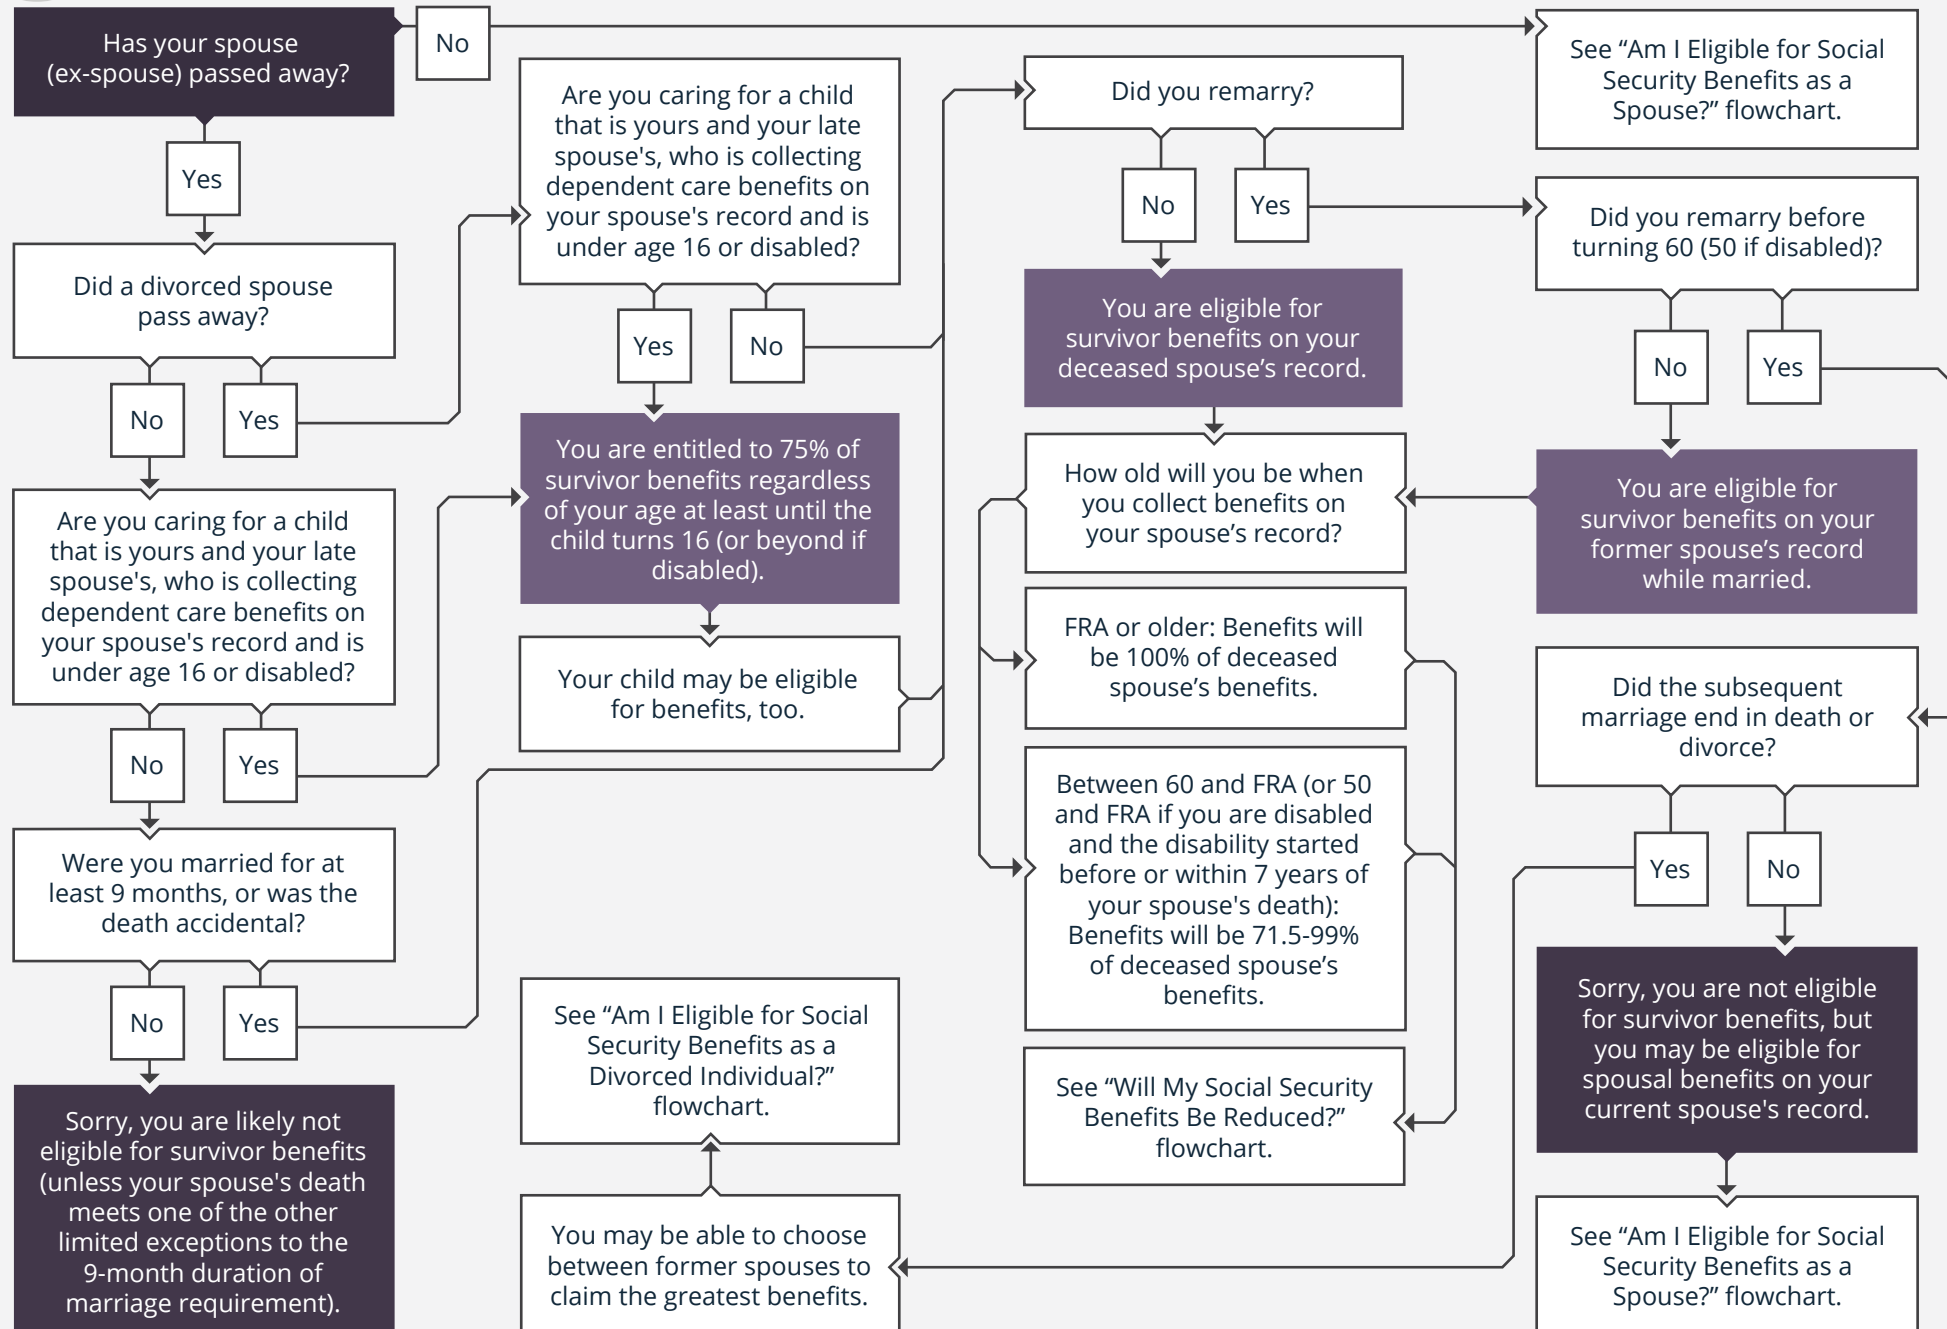 Has your spouse
(ex-spouse) passed away?
No
Yes
See “Am I Eligible for Social
Security Benefits as a
Spouse?” flowchart.
Did a divorced spouse
pass away?
No
Yes
Are you caring for a child
that is yours and your late
spouse's, who is collecting
dependent care benefits on
your spouse's record and is
under age 16 or disabled?
No
Yes
Were you married for at
least 9 months, or was the
death accidental?
No
Yes
Sorry, you are likely not
eligible for survivor benefits
(unless your spouse's death
meets one of the other
limited exceptions to the
9-month duration of
marriage requirement).
Are you caring for a child
that is yours and your late
spouse's, who is collecting
dependent care benefits on
your spouse's record and is
under age 16 or disabled?
Yes
No
You are entitled to 75% of
survivor benefits regardless
of your age at least until the
child turns 16 (or beyond if
disabled).
Your child may be eligible
for benefits, too.
See “Am I Eligible for Social
Security Benefits as a
Divorced Individual?”
flowchart.
You may be able to choose
between former spouses to
claim the greatest benefits.
Did you remarry?
No
Yes
You are eligible for
survivor benefits on your
deceased spouse’s record.
How old will you be when
you collect benefits on
your spouse’s record?
FRA or older: Benefits will
be 100% of deceased
spouse’s benefits.
Between 60 and FRA (or 50
and FRA if you are disabled
and the disability started
before or within 7 years of
your spouse's death):
Benefits will be 71.5-99%
of deceased spouse’s
benefits.
See “Will My Social Security
Benefits Be Reduced?”
flowchart.
Did you remarry before
turning 60 (50 if disabled)?
No
Yes
You are eligible for
survivor benefits on your
former spouse’s record
while married.
Did the subsequent
marriage end in death or
divorce?
Yes
No
Sorry, you are not eligible
for survivor benefits, but
you may be eligible for
spousal benefits on your
current spouse's record.
See “Am I Eligible for Social
Security Benefits as a
Spouse?” flowchart.